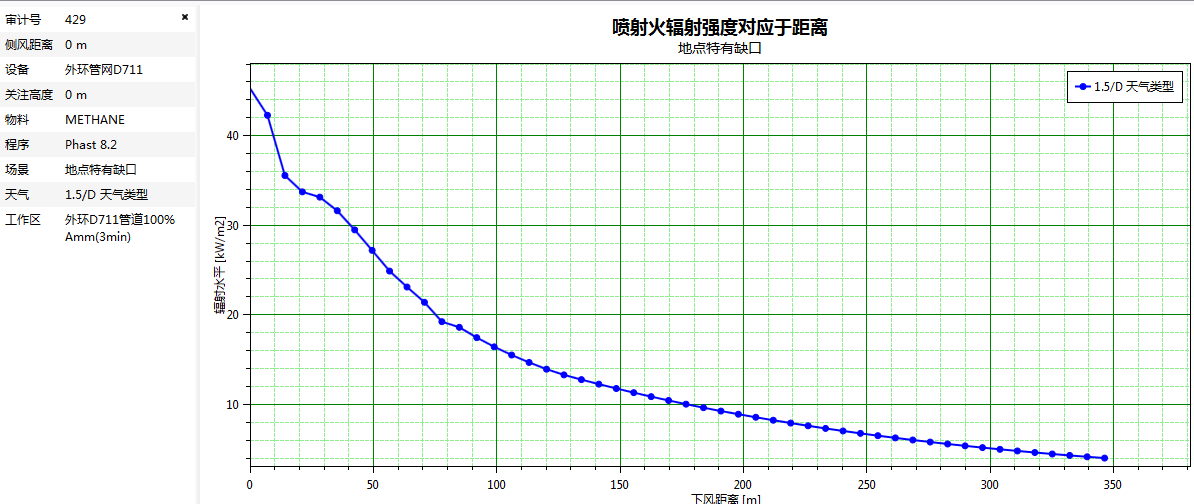 审计号 429
侧风距离 0 m
设备 外环管网D711
关注高度 0 m
物料 METHANE
程序 Phast 8.2
场景 地点特有缺口
天气 1.5/D 天气类型
工作区 外环D711管道100%
Amm(3min)
喷射火辐射强度对应于距离
地点特有缺口
1.5/D 天气类型
辐射水平 [kW/m2]
40
30
20
10
0 50 100 150 200 250 300 350
下风距离 [m]